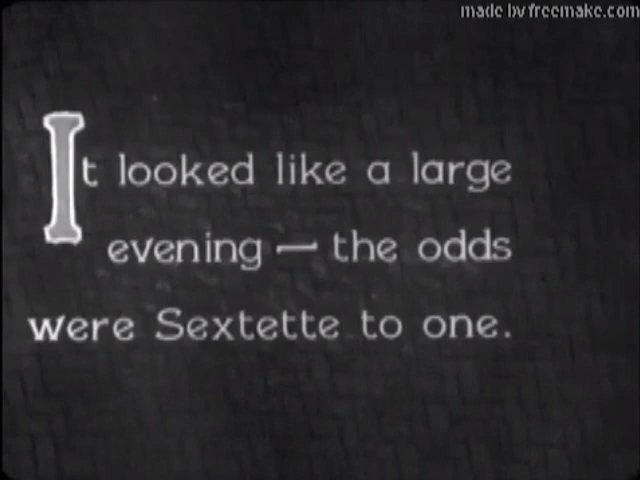 made by freemake.com
It looked like a large
evening — the odds
were Sextette to one.